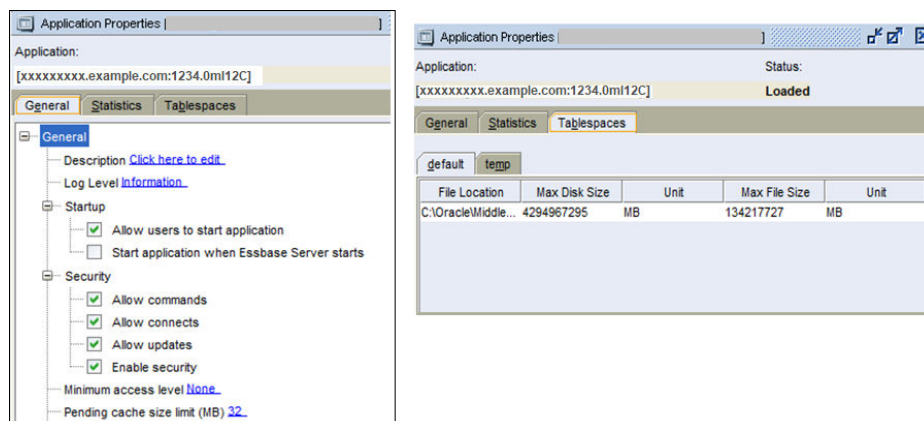 Application Properties [ ]
Application:
[xxxxxxxxx.example.com:1234.0ml12C]
General Statistics Tablespaces
General
Description Click here to edit
Log Level Information
Startup
Allow users to start application
Start application when Essbase Server starts
Security
Allow commands
Allow connects
Allow updates
Enable security
Minimum access level None
Pending cache size limit (MB) 32
Application Properties [ ]
Application: Status:
[xxxxxxxxx.example.com:1234.0ml12C] Loaded
General Statistics Tablespaces
default temp
File Location Max Disk Size Unit Max File Size Unit
C:\Oracle\Middle... 4294967295 MB 134217727 MB